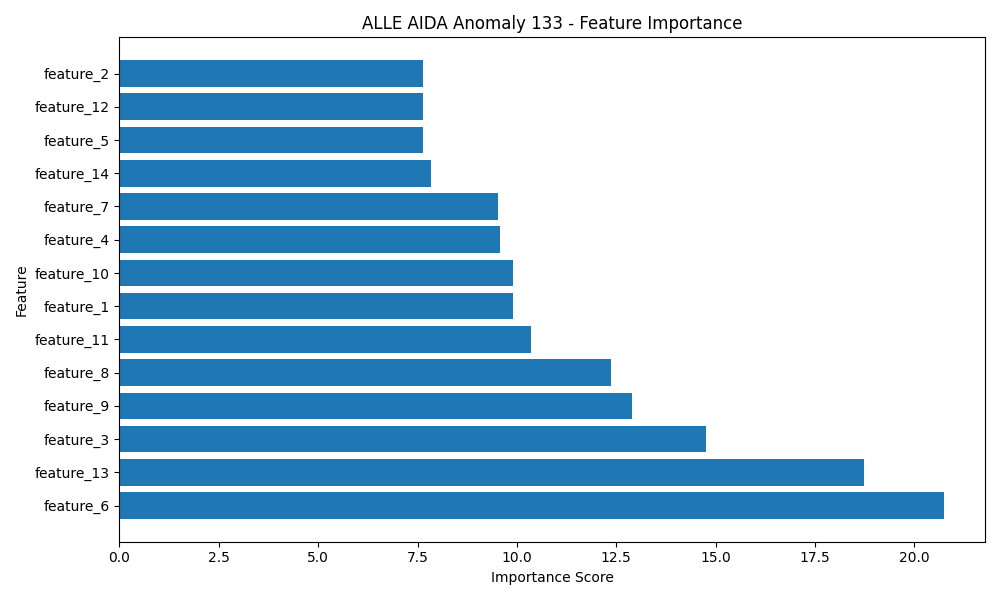 ALLE AIDA Anomaly 133 - Feature Importance
feature_2
feature_12
feature_5
feature_14
feature_7
feature_4
feature_10
feature_1
feature_11
feature_8
feature_9
feature_3
feature_13
feature_6
Feature
0.0 2.5 5.0 7.5 10.0 12.5 15.0 17.5 20.0
Importance Score